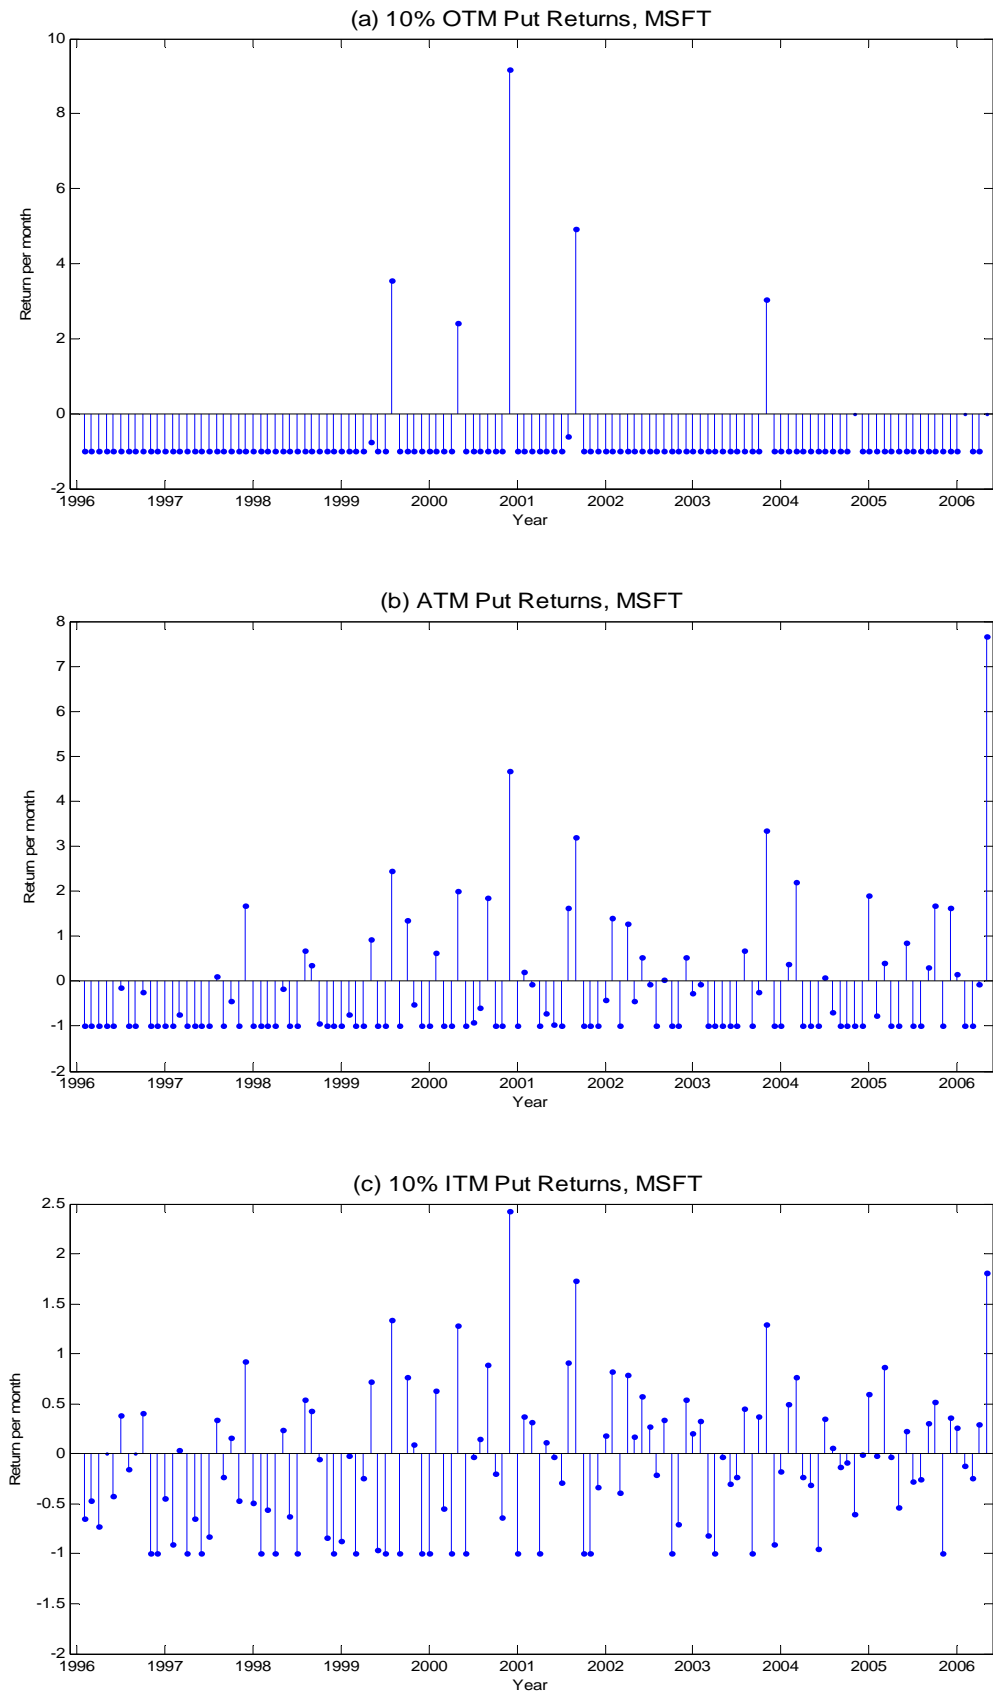 (a) 10% OTM Put Returns, MSFT
10
8
6
4
2
0
-2
Return per month
1996 1997 1998 1999 2000 2001 2002 2003 2004 2005 2006
Year
(b) ATM Put Returns, MSFT
8
7
6
5
4
3
2
1
0
-1
-2
Return per month
1996 1997 1998 1999 2000 2001 2002 2003 2004 2005 2006
Year
(c) 10% ITM Put Returns, MSFT
2.5
2
1.5
1
0.5
0
-0.5
-1
-1.5
-2
Return per month
1996 1997 1998 1999 2000 2001 2002 2003 2004 2005 2006
Year